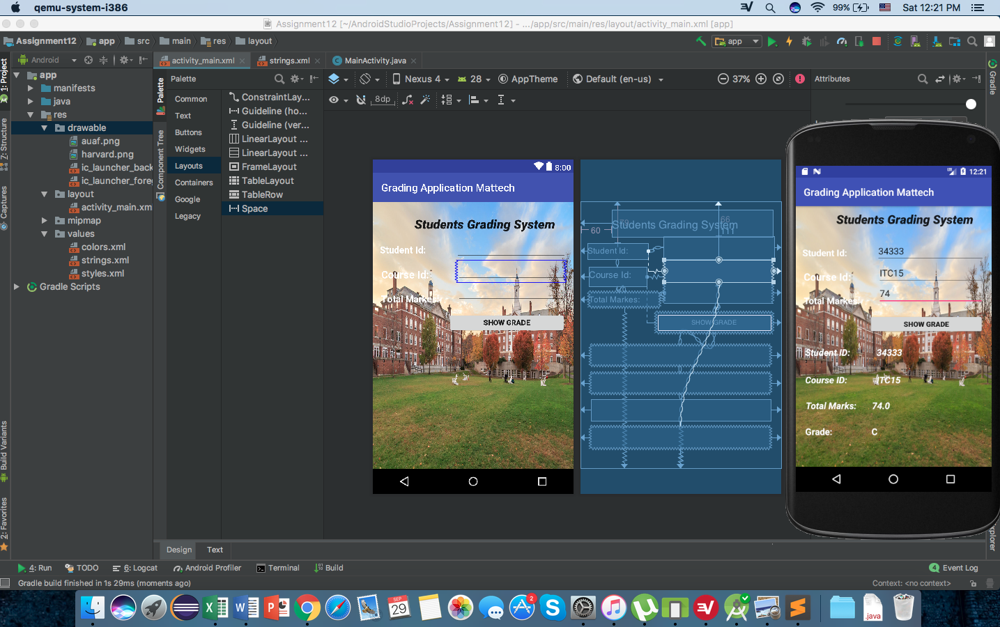 qemu-system-i386
99%
Sat 12:21 PM
Assignment12 [~/AndroidStudioProjects/Assignment12] - .../app/src/main/res/layout/activity_main.xml [app]
Assignment12
app
src
main
res
layout
app
Android
activity_main.xml
strings.xml
MainActivity.java
1: Project
Z: Structure
Captures
Build Variants
2: Favorites
app
manifests
java
res
drawable
auaf.png
harvard.png
ic_launcher_back
ic_launcher_fore
layout
activity_main.xm
mipmap
values
colors.xml
strings.xml
styles.xml
Gradle Scripts
Palette
Component Tree
Palette
Common
Text
Buttons
Widgets
Layouts
Containers
Google
Legacy
ConstraintLay...
Guideline (ho...
Guideline (ver...
LinearLayout ...
LinearLayout ...
FrameLayout
TableLayout
TableRow
Space
Nexus 4
28
AppTheme
Default (en-us)
37%
8dp
Attributes
Gradle
8:00
Grading Application Mattech
Students Grading System
Student Id:
Course Id:
Total Markes:
SHOW GRADE
60
66
111
Students Grading System
Student Id:
Course Id:
Total Markes:
SHOW GRADE
12:21
Grading Application Mattech
Students Grading System
Student Id:
34333
Course Id:
ITC15
Total Markes:
74
SHOW GRADE
Student ID:
34333
Course ID:
ITC15
Total Marks:
74.0
Grade:
C
xplorer
Design
Text
4: Run
TODO
6: Logcat
Android Profiler
Terminal
Build
4
Event Log
Gradle build finished in 1s 29ms (moments ago)
Context: <no context>
SEP
29
2
.java